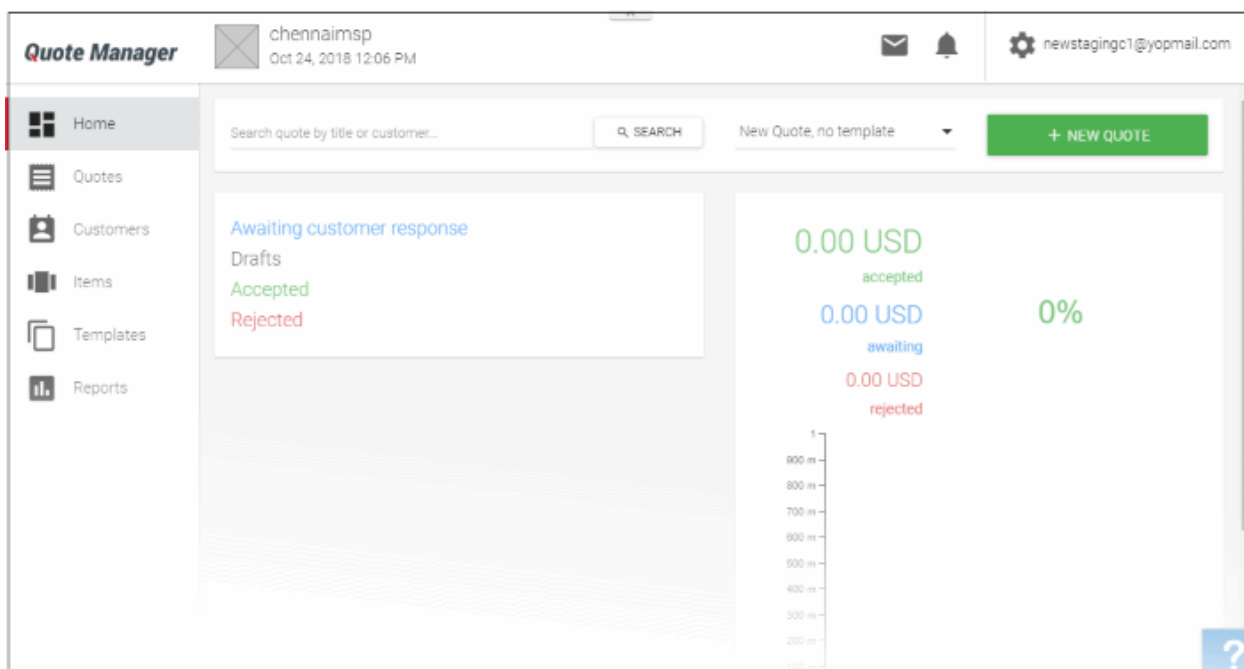 Quote Manager
chennaimsp
Oct 24, 2018 12:06 PM
newstagingc1@yopmail.com
Home
Quotes
Customers
Items
Templates
Reports
Search quote by title or customer...
SEARCH
New Quote, no template
+ NEW QUOTE
Awaiting customer response
Drafts
Accepted
Rejected
0.00 USD
accepted
0.00 USD
awaiting
0.00 USD
rejected
0%
1
900 m
800 m
700 m
600 m
500 m
400 m
300 m
200 m
100 m
?